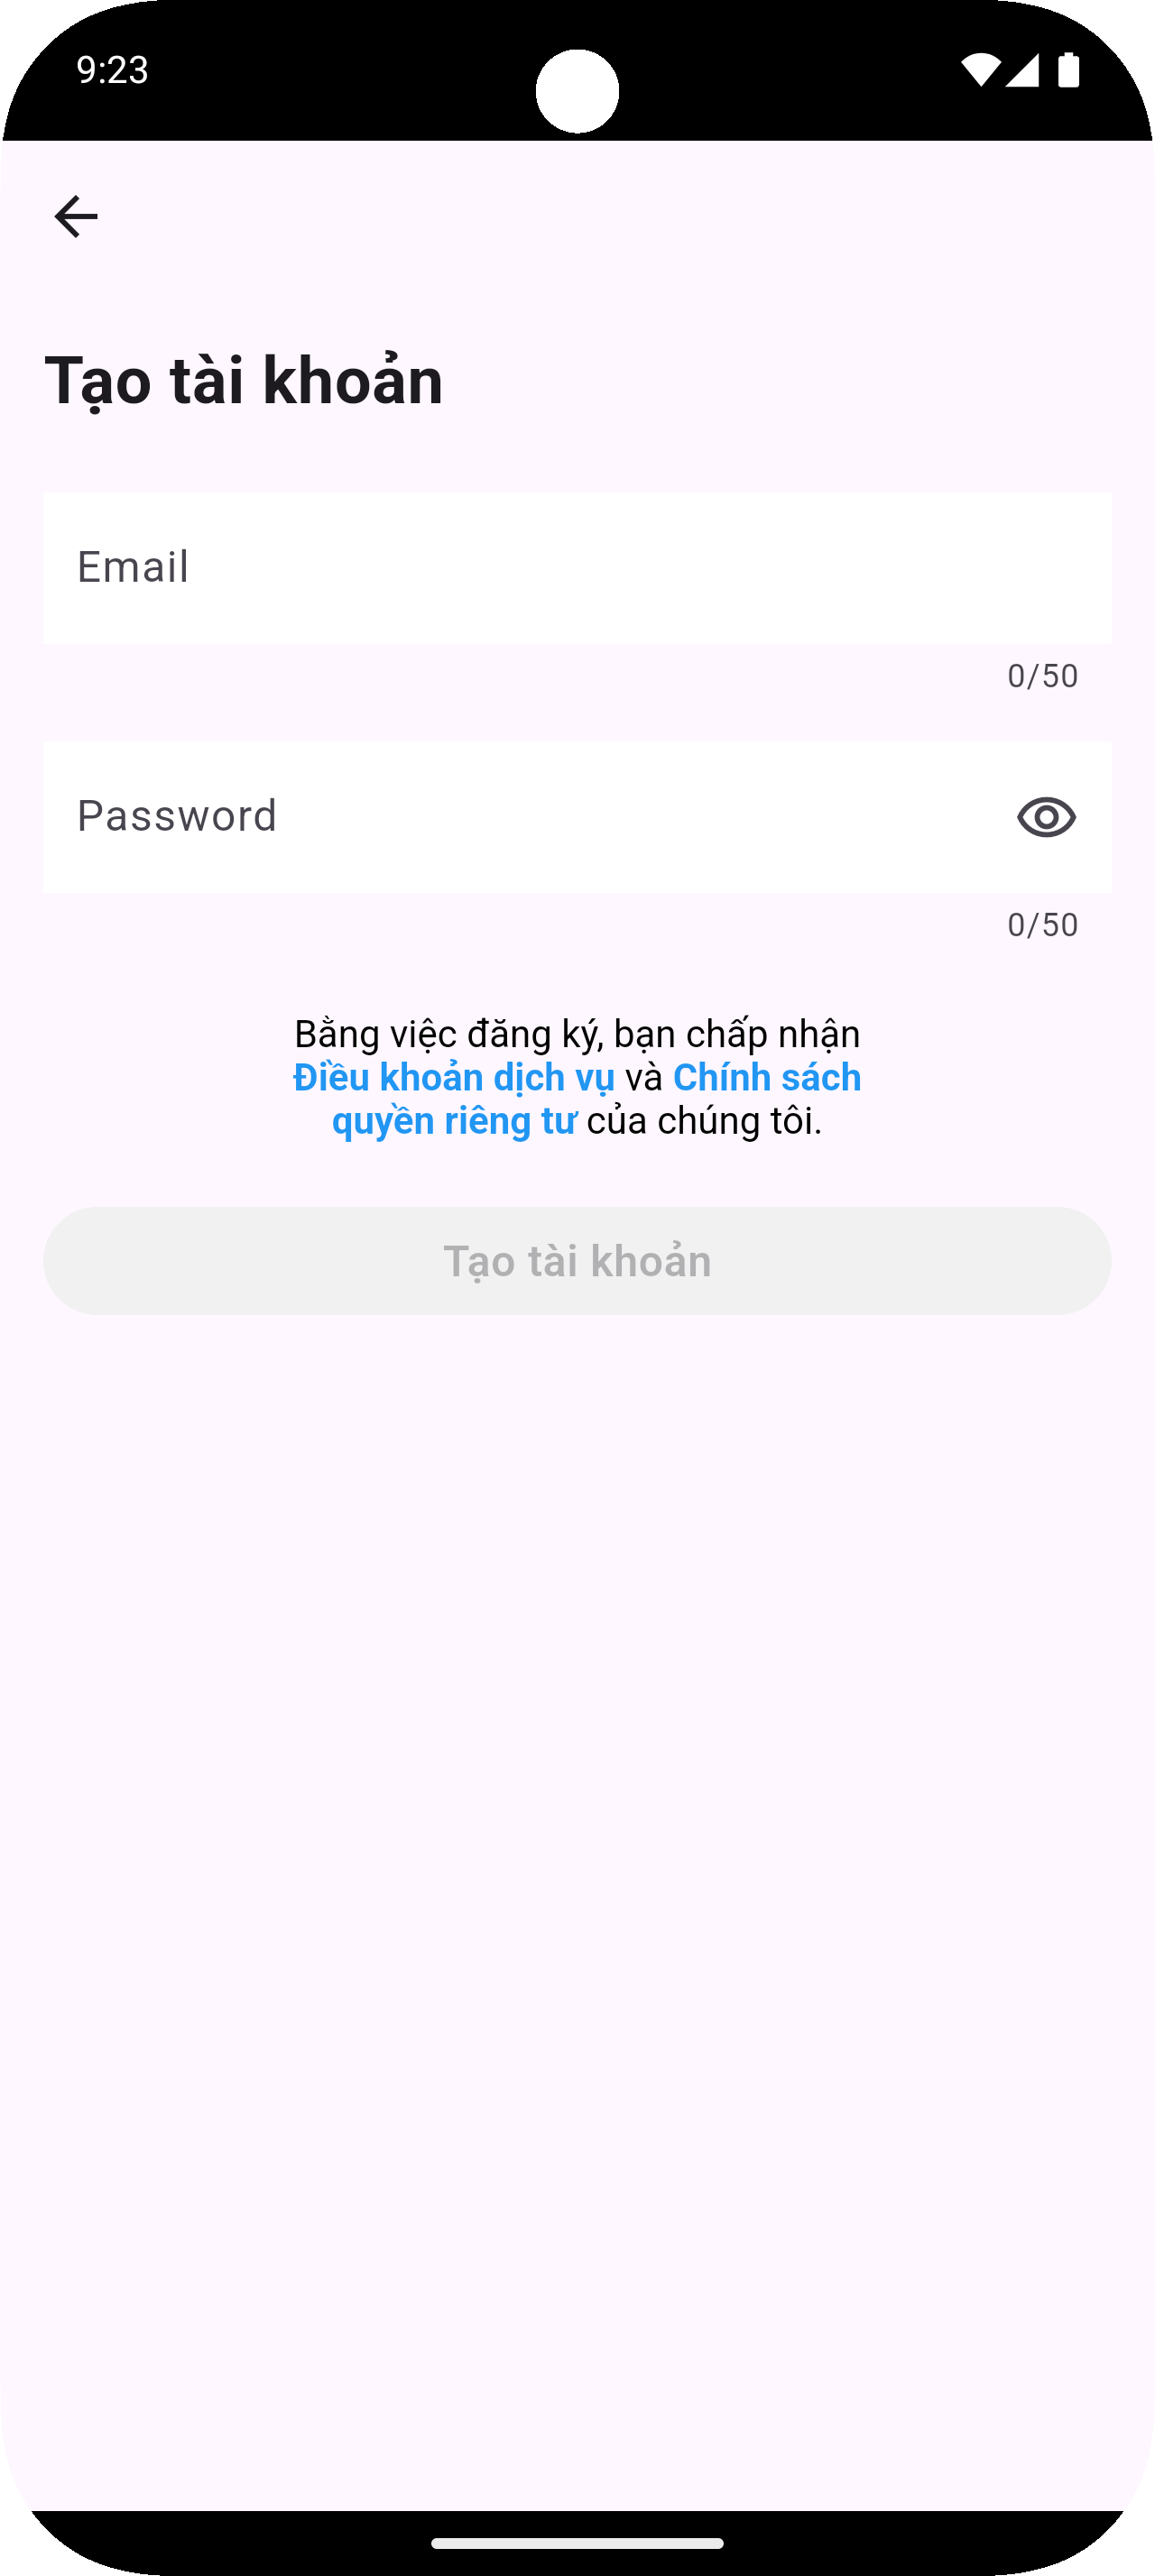 9:23
Tạo tài khoản
Email
0/50
Password
0/50
Bằng việc đăng ký, bạn chấp nhận
Điều khoản dịch vụ và Chính sách
quyền riêng tư của chúng tôi.
Tạo tài khoản